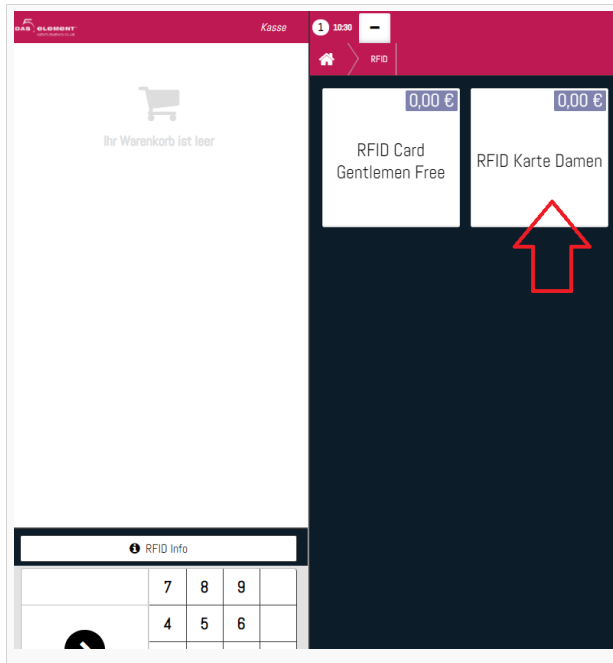 DAS 5 ELEMENT
Kasse
Ihr Warenkorb ist leer
RFID Info
7 8 9
4 5 6
1 10:30 –
RFID
0,00 €
RFID Card
Gentlemen Free
0,00 €
RFID Karte Damen